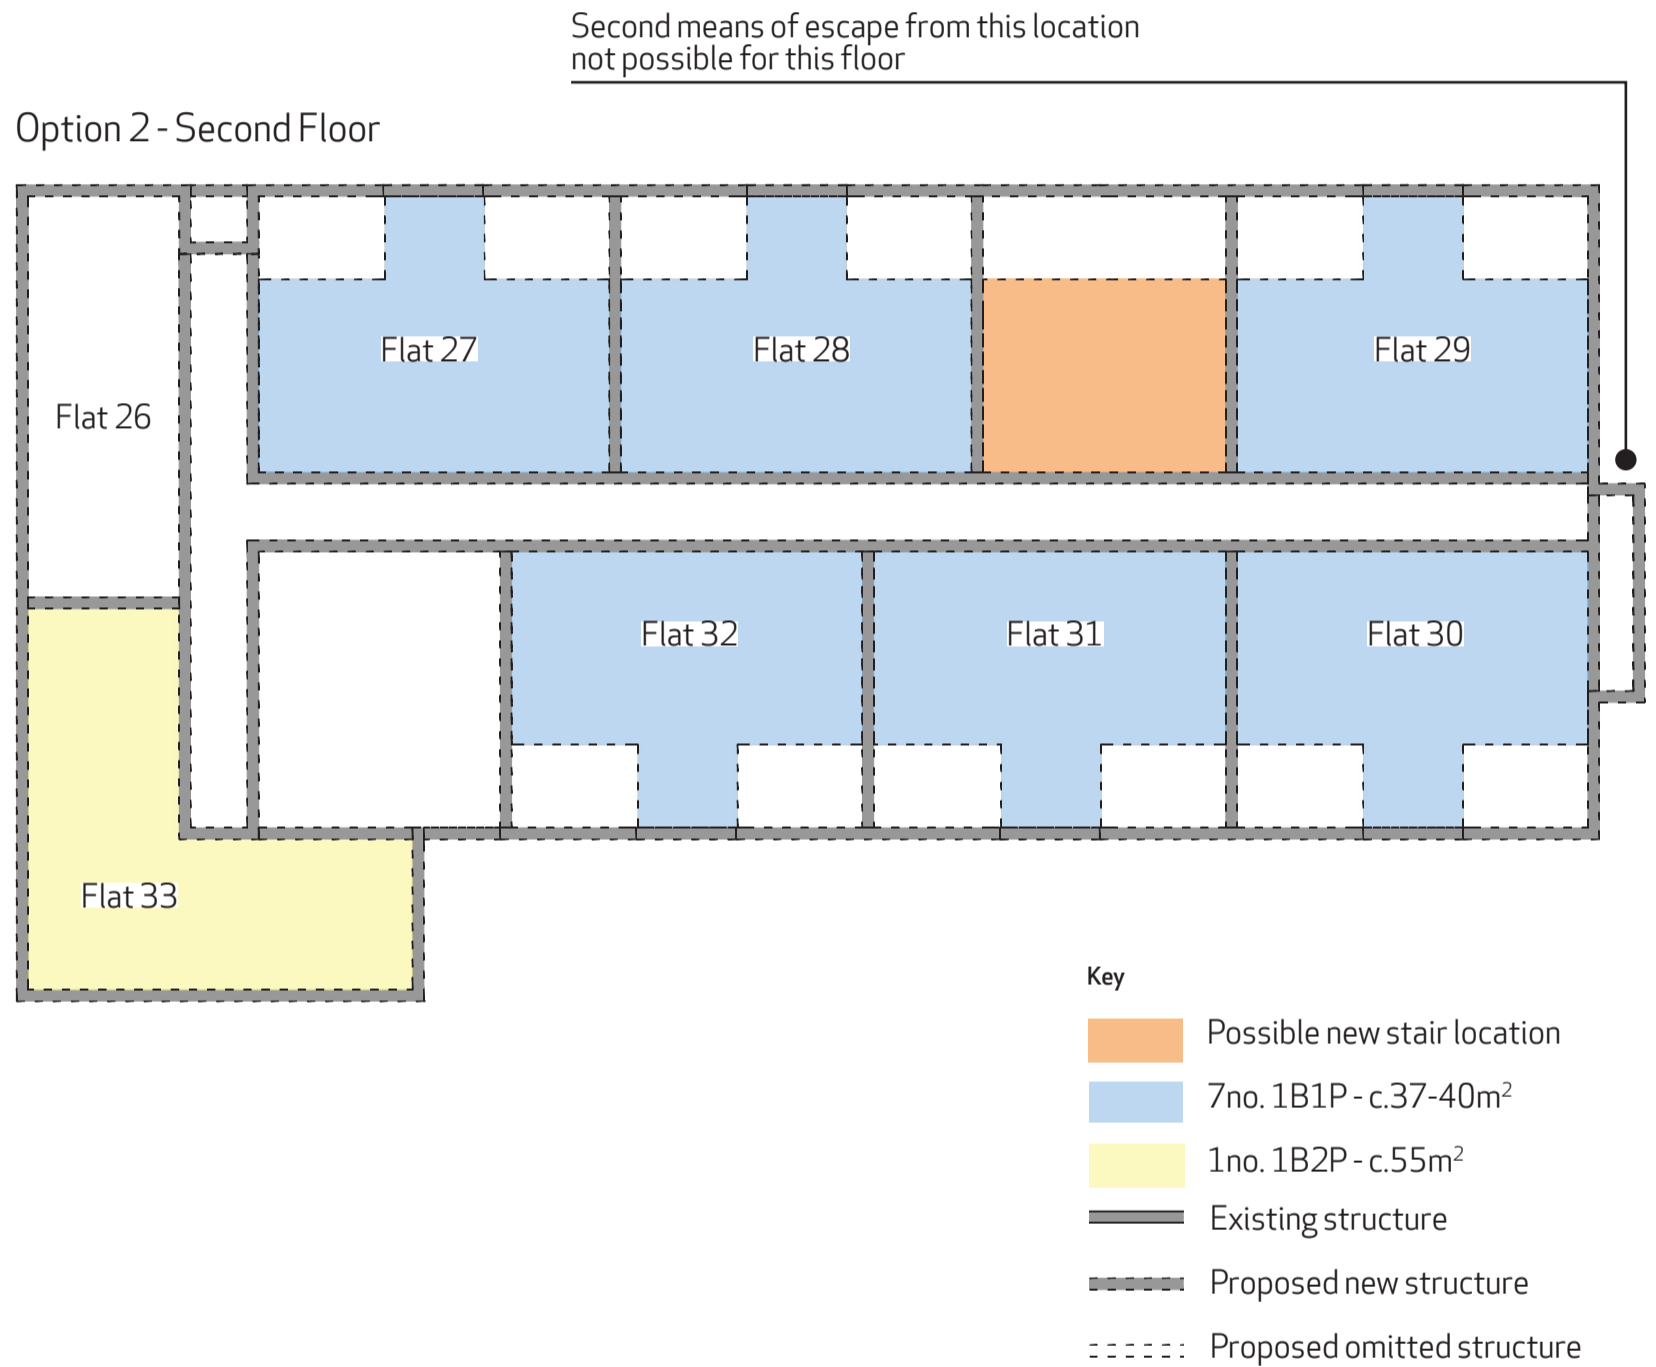 Second means of escape from this location
not possible for this floor
Option 2 - Second Floor
Flat 27
Flat 28
Flat 29
Flat 26
Flat 32
Flat 31
Flat 30
Flat 33
Key
Possible new stair location
7no. 1B1P - c.37-40m²
1no. 1B2P - c.55m²
Existing structure
Proposed new structure
Proposed omitted structure